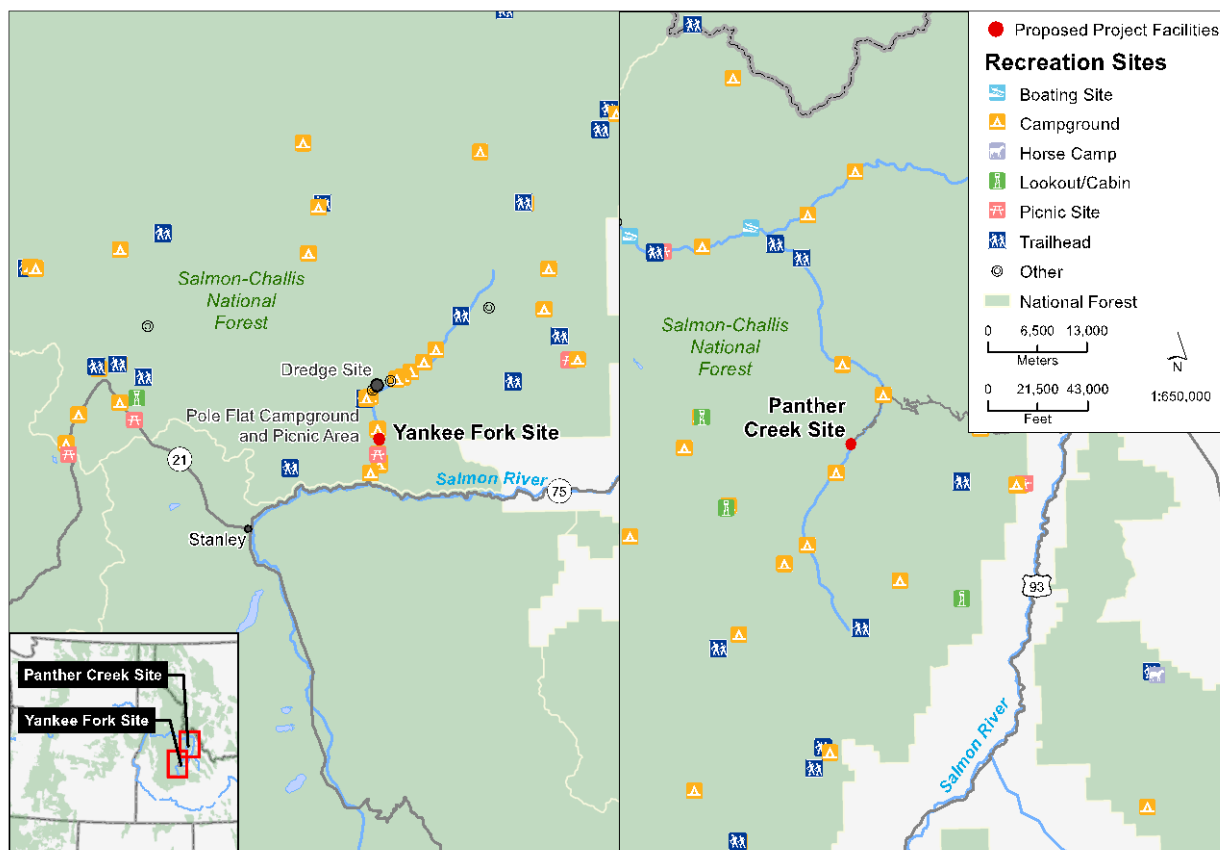 Salmon-Challis
National
Forest
Dredge Site
Pole Flat Campground
and Picnic Area
Yankee Fork Site
21
Salmon River
75
Stanley
Panther Creek Site
Yankee Fork Site
Salmon-Challis
National
Forest
Panther
Creek Site
93
Salmon River
Proposed Project Facilities
Recreation Sites
Boating Site
Campground
Horse Camp
Lookout/Cabin
Picnic Site
Trailhead
Other
National Forest
0 6,500 13,000
Meters
0 21,500 43,000
Feet
N
1:650,000